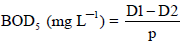 BOD₅ (mg L⁻¹) = D1 – D2 / p